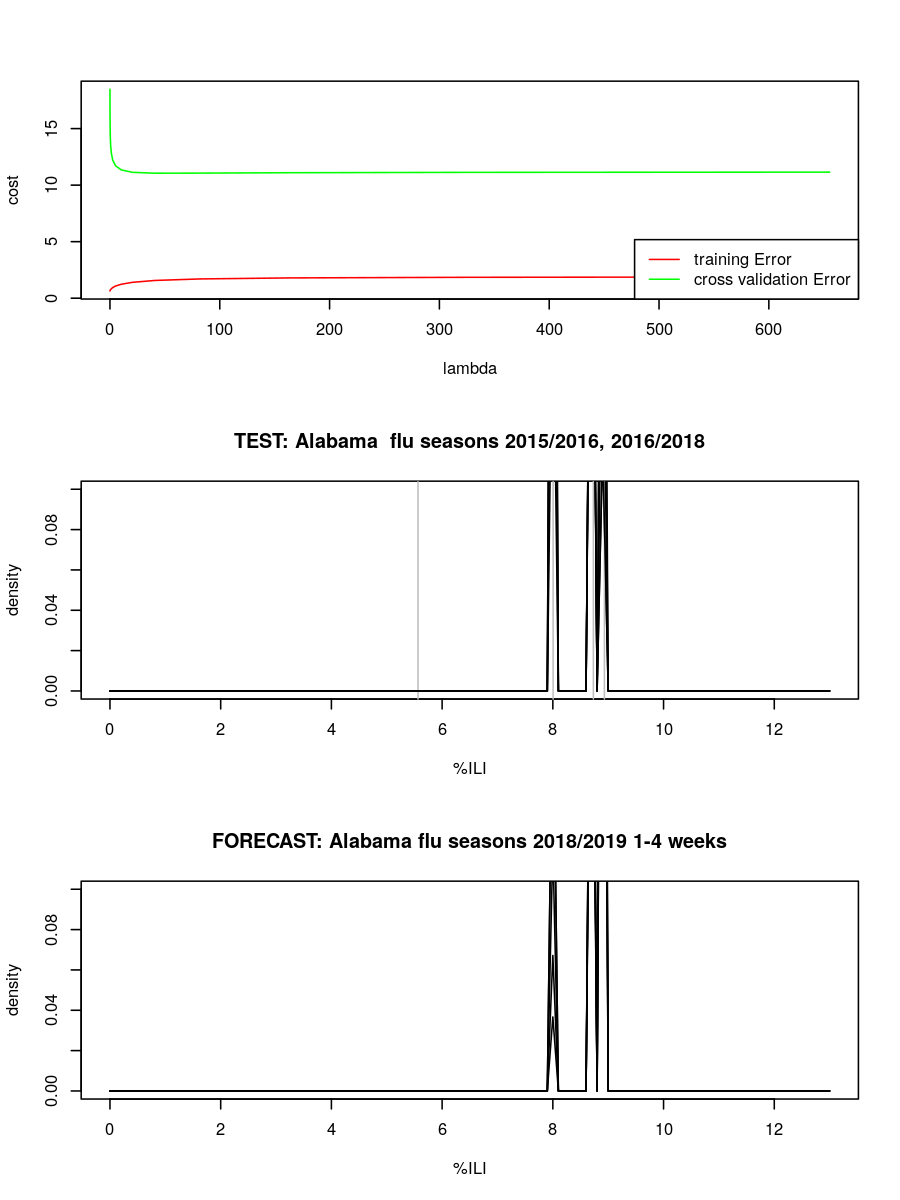 cost
15
10
5
0
training Error
cross validation Error
0 100 200 300 400 500 600
lambda
TEST: Alabama  flu seasons 2015/2016, 2016/2018
density
0.08
0.04
0.00
0 2 4 6 8 10 12
%ILI
FORECAST: Alabama flu seasons 2018/2019 1-4 weeks
density
0.08
0.04
0.00
0 2 4 6 8 10 12
%ILI